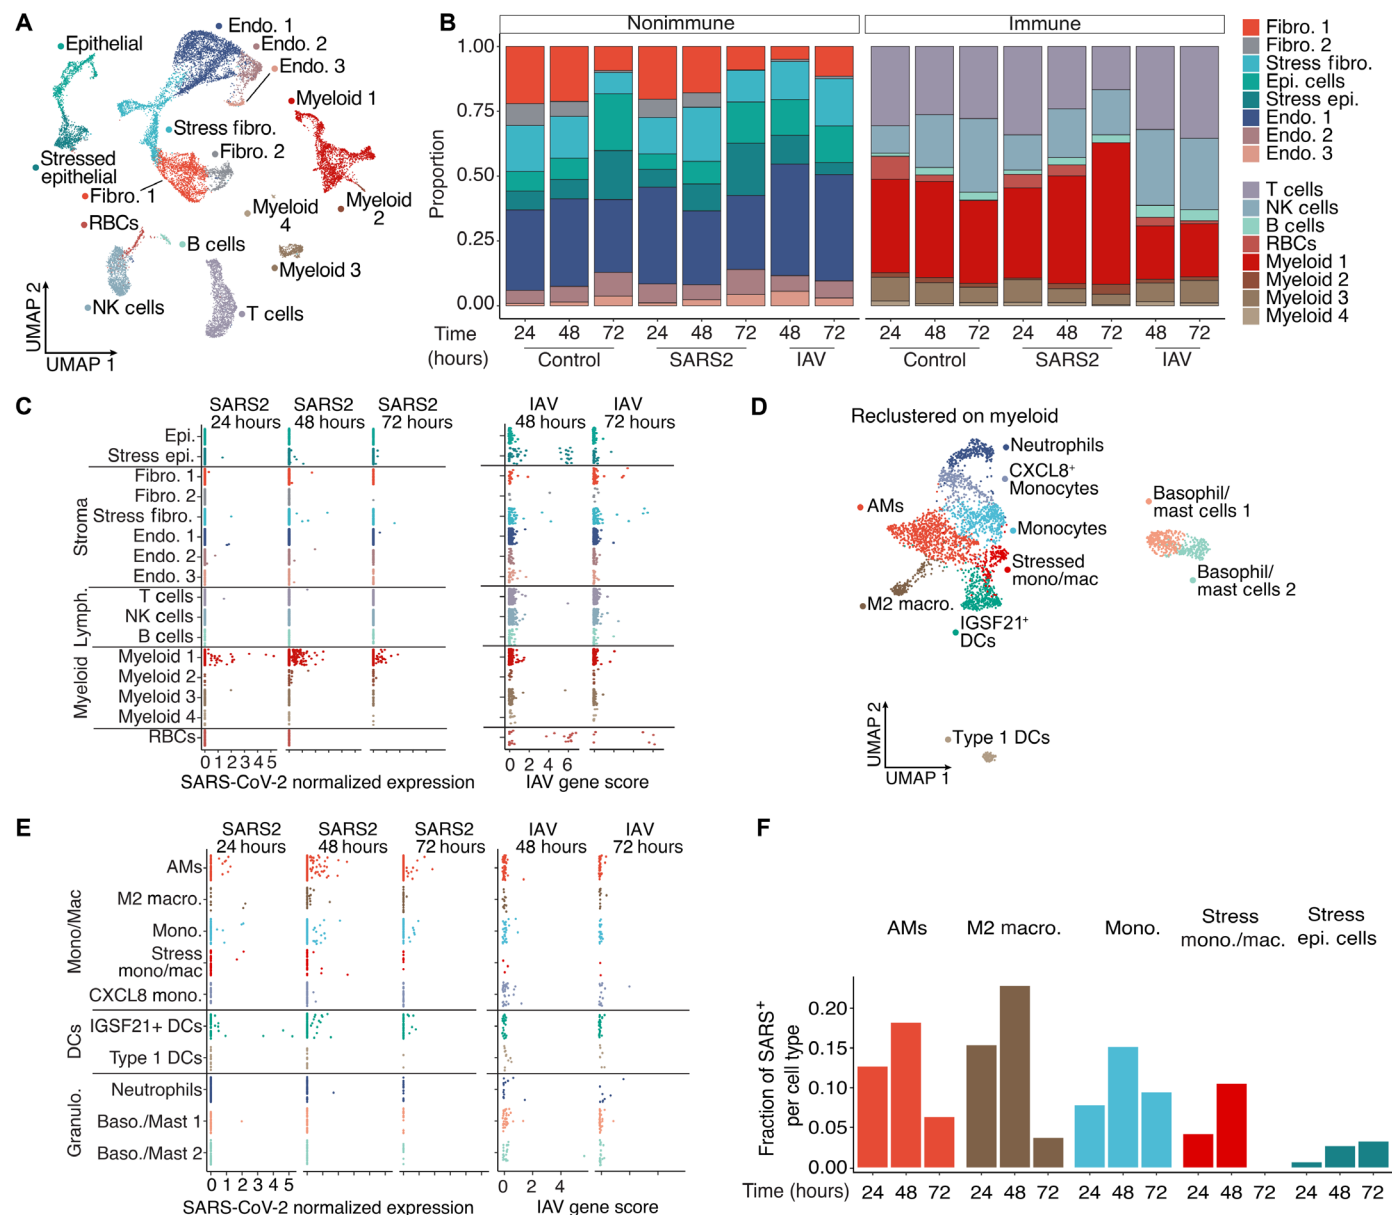 A
Epithelial
Endo. 1
Endo. 2
Endo. 3
Myeloid 1
Stress fibro.
Fibro. 2
Stressed
epithelial
Fibro. 1
Myeloid
4
Myeloid
2
RBCs
B cells
Myeloid 3
NK cells
T cells
UMAP 2
UMAP 1
B
Nonimmune
Immune
Proportion
1.00
0.75
0.50
0.25
0.00
Time
(hours)
24 48 72 24 48 72 48 72
Control SARS2 IAV
24 48 72 24 48 72 48 72
Control SARS2 IAV
Fibro. 1
Fibro. 2
Stress fibro.
Epi. cells
Stress epi.
Endo. 1
Endo. 2
Endo. 3
T cells
NK cells
B cells
RBCs
Myeloid 1
Myeloid 2
Myeloid 3
Myeloid 4
C
SARS2
24 hours
SARS2
48 hours
SARS2
72 hours
IAV
48 hours
IAV
72 hours
Epi.
Stress epi.
Stroma
Fibro. 1
Fibro. 2
Stress fibro.
Endo. 1
Endo. 2
Endo. 3
Lymph.
T cells
NK cells
B cells
Myeloid
Myeloid 1
Myeloid 2
Myeloid 3
Myeloid 4
RBCs
0 1 2 3 4 5
SARS-CoV-2 normalized expression
0 2 4 6
IAV gene score
D
Reclustered on myeloid
Neutrophils
CXCL8+
Monocytes
AMs
Monocytes
Stressed
mono/mac
M2 macro.
IGSF21+
DCs
Basophil/
mast cells 1
Basophil/
mast cells 2
Type 1 DCs
UMAP 2
UMAP 1
E
SARS2
24 hours
SARS2
48 hours
SARS2
72 hours
IAV
48 hours
IAV
72 hours
Mono/Mac
AMs
M2 macro.
Mono.
Stress
mono/mac
CXCL8 mono.
DCs
IGSF21+ DCs
Type 1 DCs
Granulo.
Neutrophils
Baso./Mast 1
Baso./Mast 2
0 1 2 3 4 5
SARS-CoV-2 normalized expression
0 2 4
IAV gene score
F
AMs
M2 macro.
Mono.
Stress
mono./mac.
Stress
epi. cells
Fraction of SARS+
per cell type
0.20
0.15
0.10
0.05
0.00
Time (hours) 24 48 72 24 48 72 24 48 72 24 48 72 24 48 72